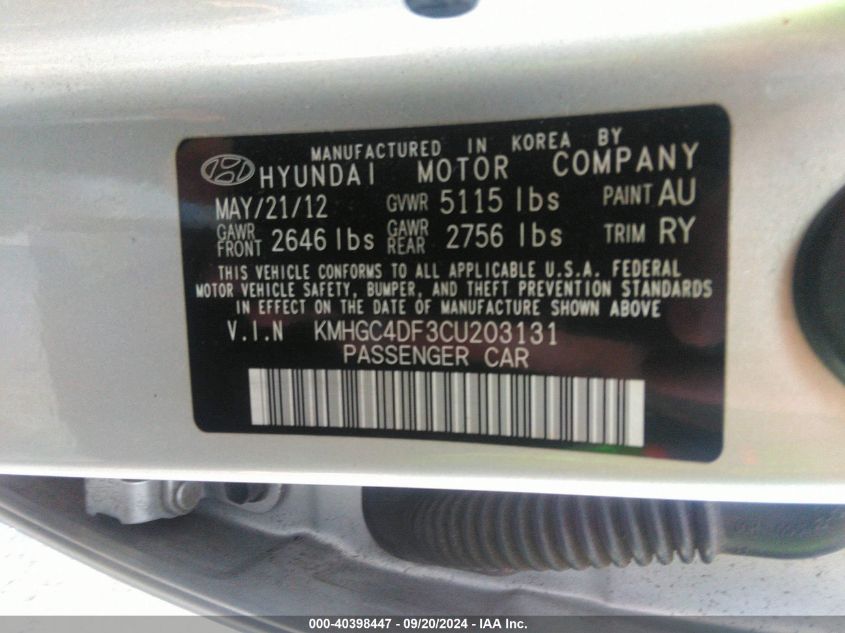 MANUFACTURED IN KOREA BY
HYUNDAI MOTOR COMPANY
MAY/21/12 GVWR 5115 lbs PAINT AU
GAWR FRONT 2646 lbs GAWR REAR 2756 lbs TRIM RY
THIS VEHICLE CONFORMS TO ALL APPLICABLE U.S.A. FEDERAL
MOTOR VEHICLE SAFETY, BUMPER, AND THEFT PREVENTION STANDARDS
IN EFFECT ON THE DATE OF MANUFACTURE SHOWN ABOVE
V.I.N KMHGC4DF3CU203131
PASSENGER CAR
000-40398447 - 09/20/2024 - IAA Inc.